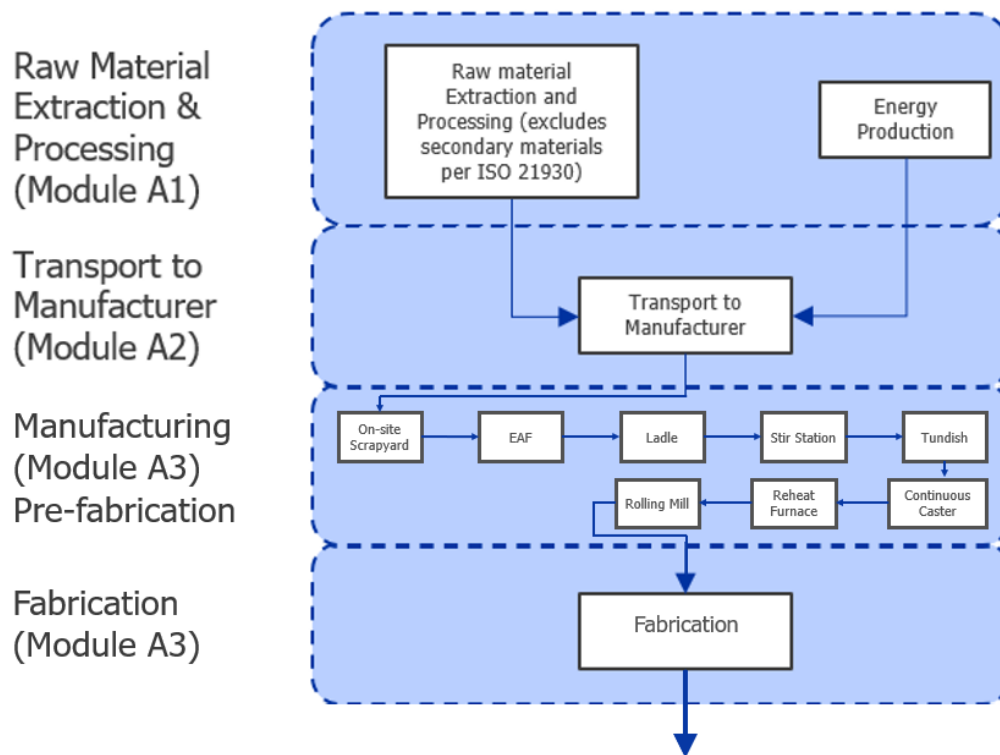 Raw Material
Extraction &
Processing
(Module A1)
Raw material
Extraction and
Processing (excludes
secondary materials
per ISO 21930)
Energy
Production
Transport to
Manufacturer
(Module A2)
Transport to
Manufacturer
Manufacturing
(Module A3)
Pre-fabrication
On-site
Scrapyard
EAF
Ladle
Stir Station
Tundish
Continuous
Caster
Reheat
Furnace
Rolling Mill
Fabrication
(Module A3)
Fabrication